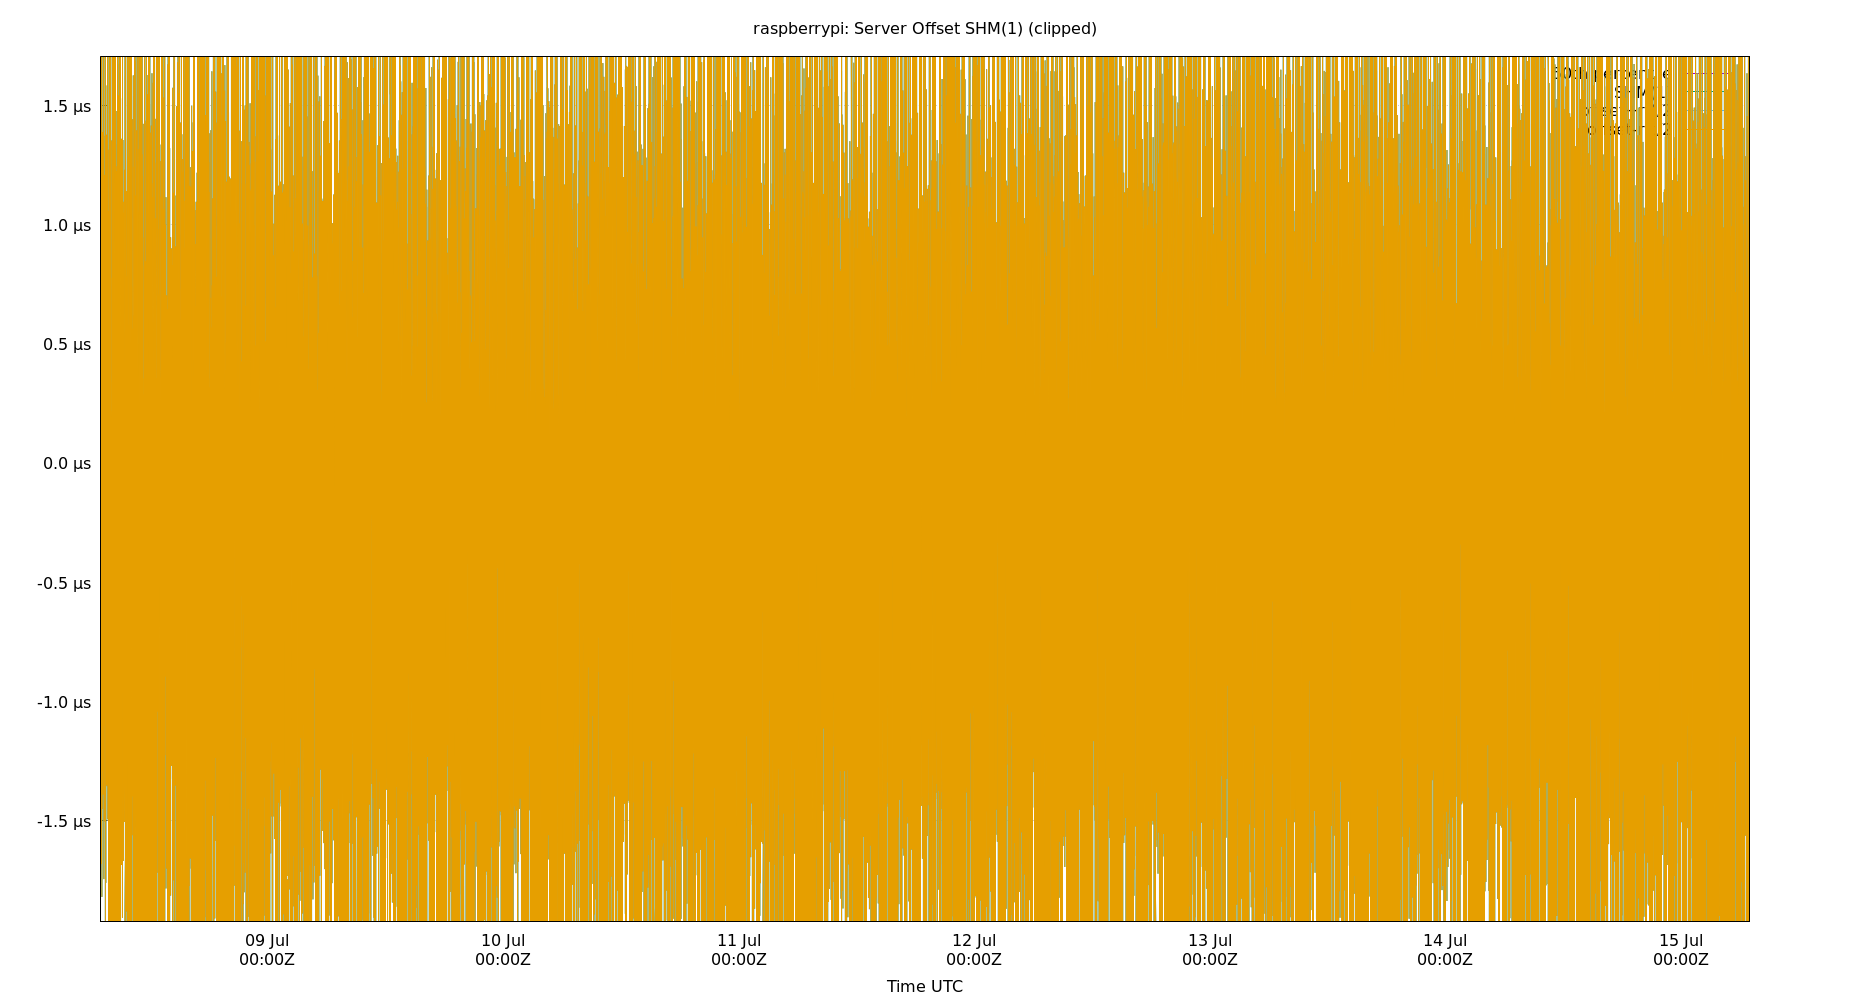 raspberrypi: Server Offset SHM(1) (clipped)
1.5 µs
1.0 µs
0.5 µs
0.0 µs
-0.5 µs
-1.0 µs
-1.5 µs
09 Jul
00:00Z
10 Jul
00:00Z
11 Jul
00:00Z
12 Jul
00:00Z
13 Jul
00:00Z
14 Jul
00:00Z
15 Jul
00:00Z
Time UTC